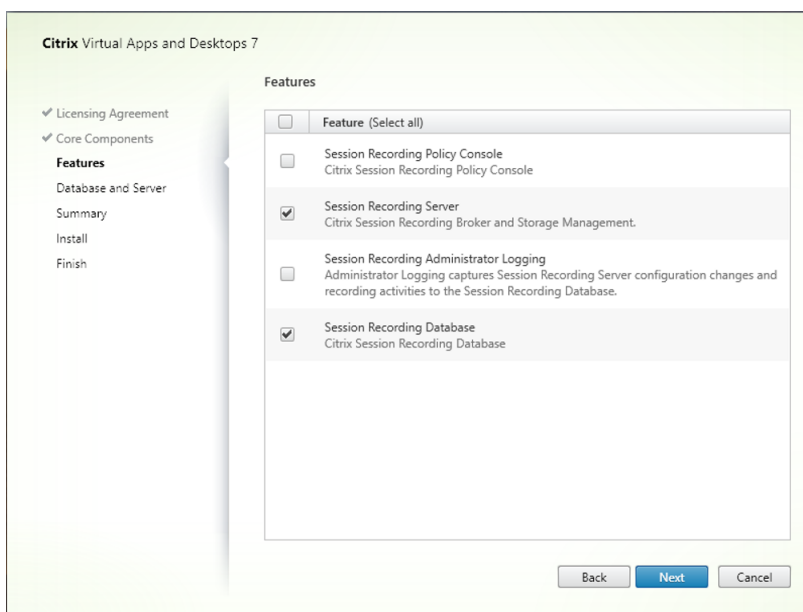 Citrix Virtual Apps and Desktops 7
Features
Licensing Agreement
Core Components
Features
Database and Server
Summary
Install
Finish
Feature (Select all)
Session Recording Policy Console
Citrix Session Recording Policy Console
Session Recording Server
Citrix Session Recording Broker and Storage Management.
Session Recording Administrator Logging
Administrator Logging captures Session Recording Server configuration changes and
recording activities to the Session Recording Database.
Session Recording Database
Citrix Session Recording Database
Back
Next
Cancel